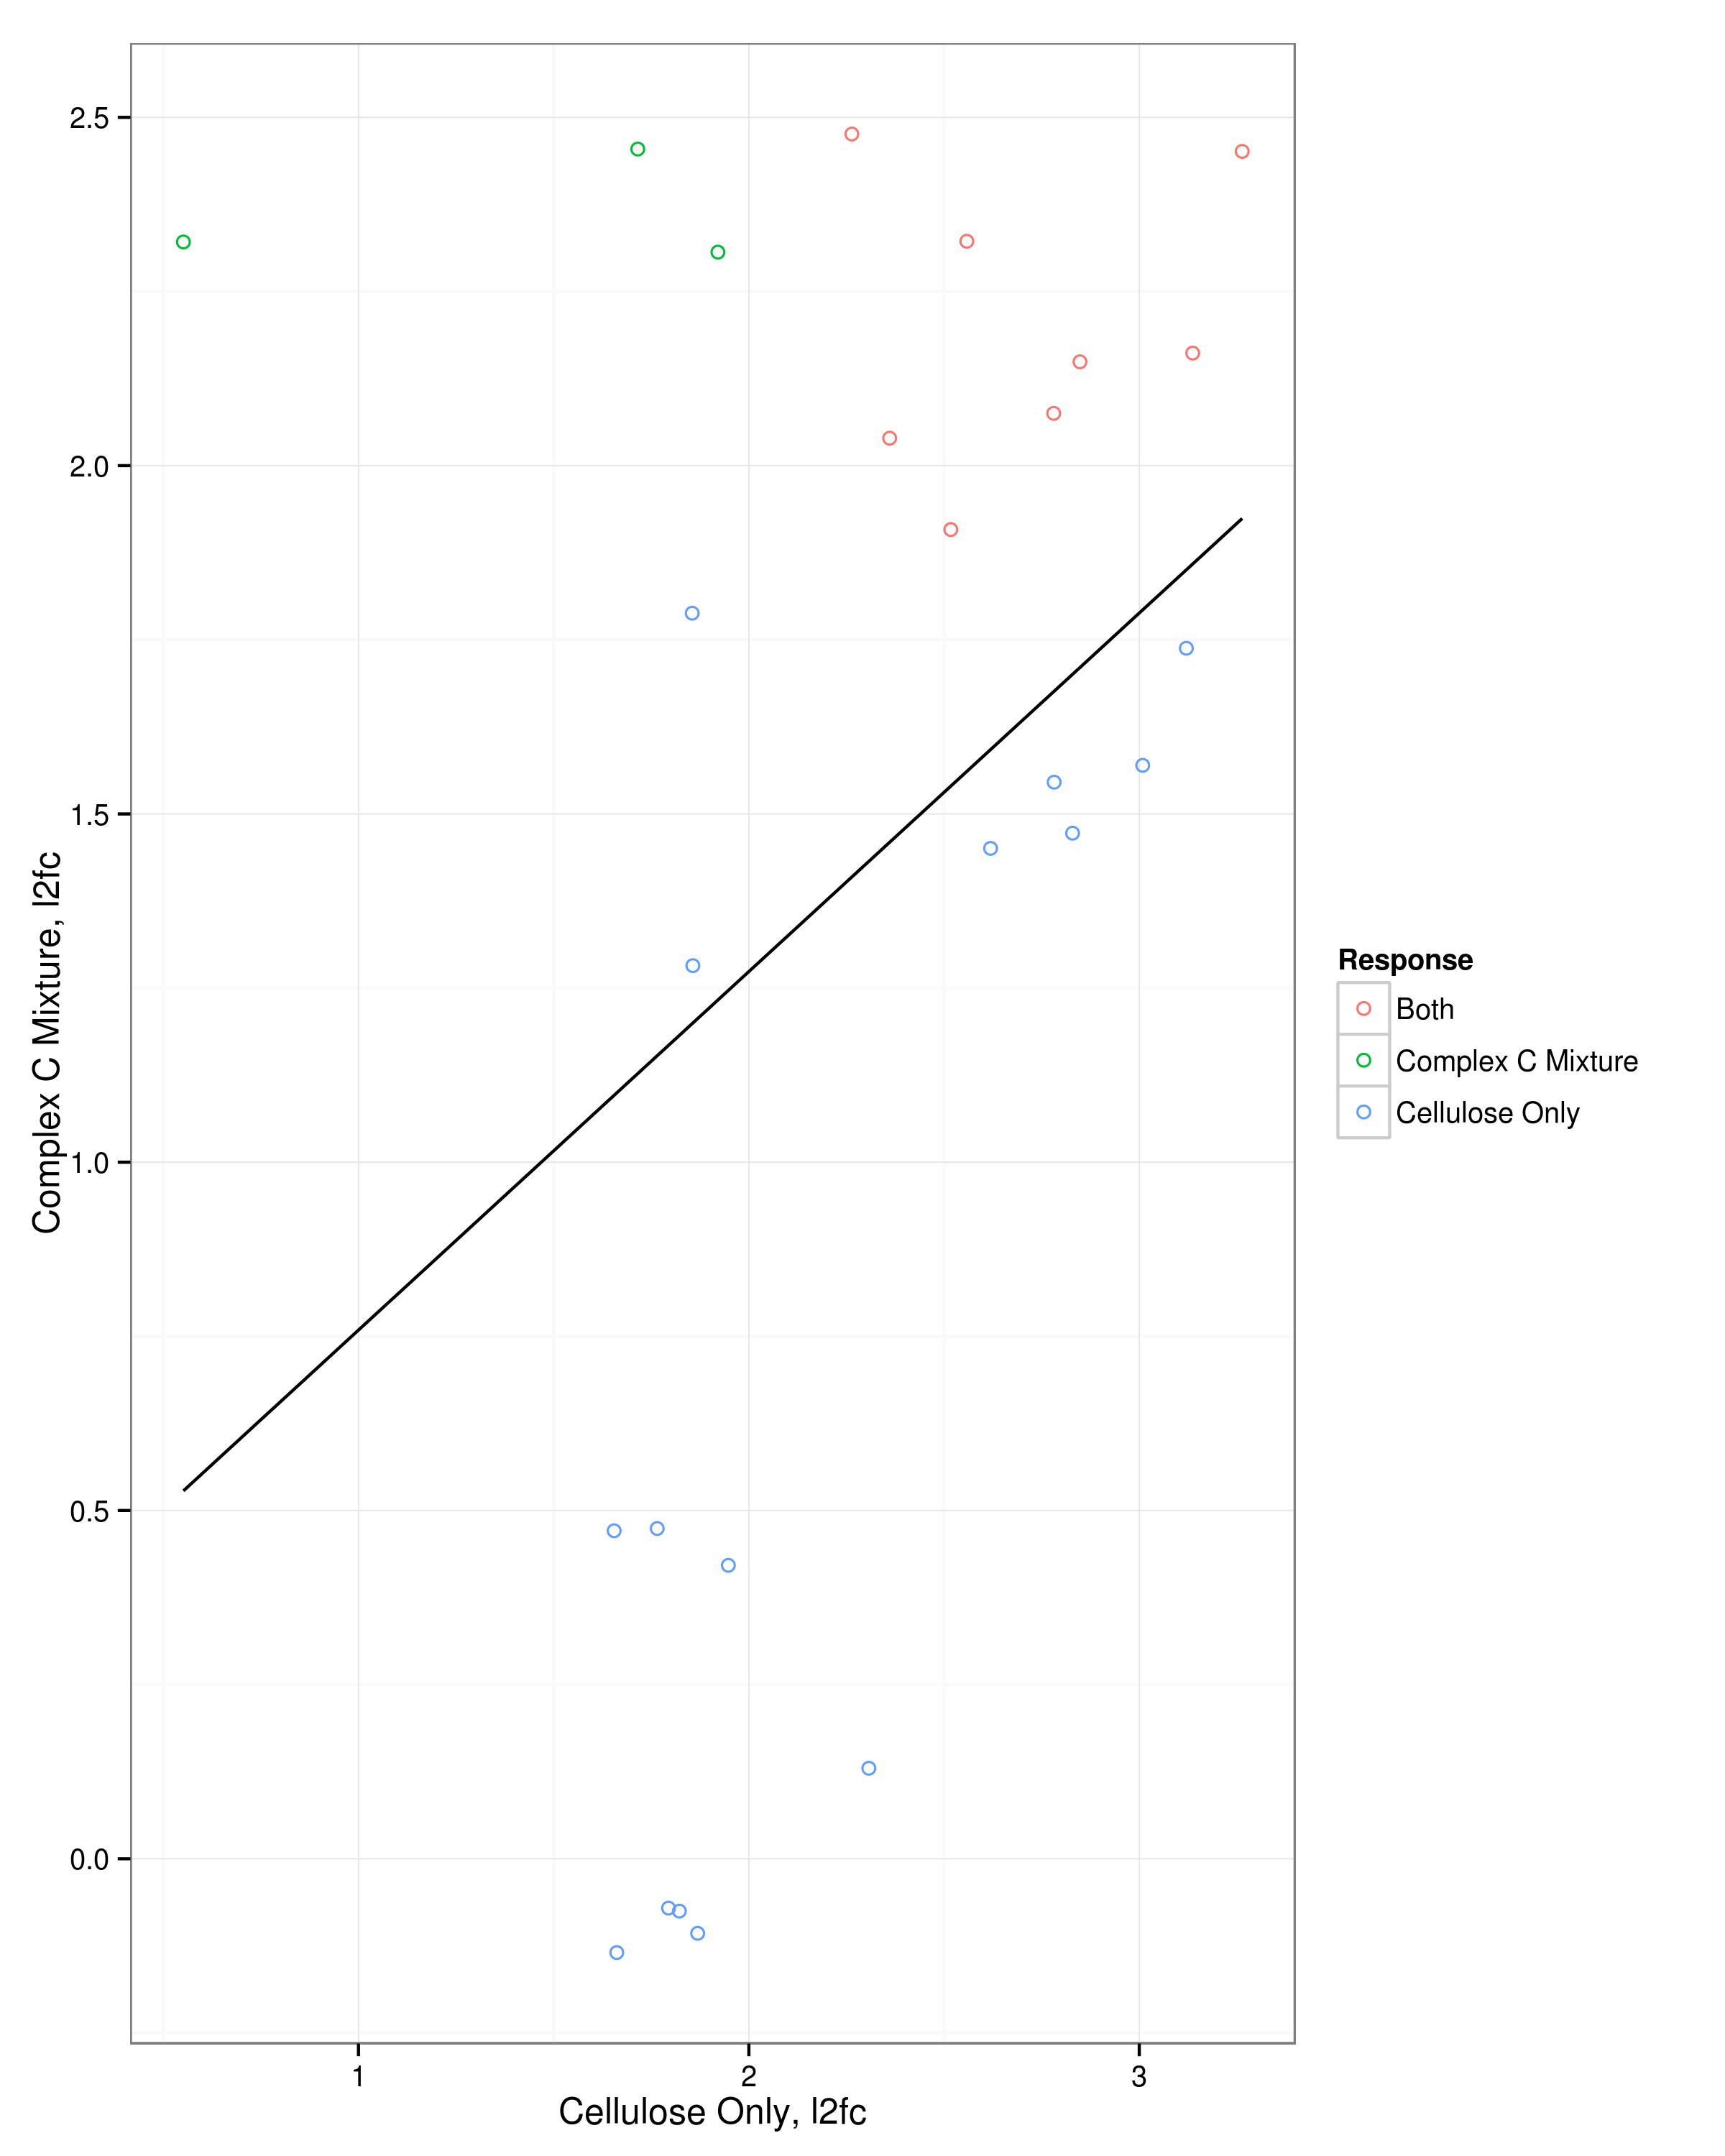 2.5
2.0
1.5
1.0
0.5
0.0
1 2 3
Complex C Mixture, l2fc
Cellulose Only, l2fc
Response
Both
Complex C Mixture
Cellulose Only